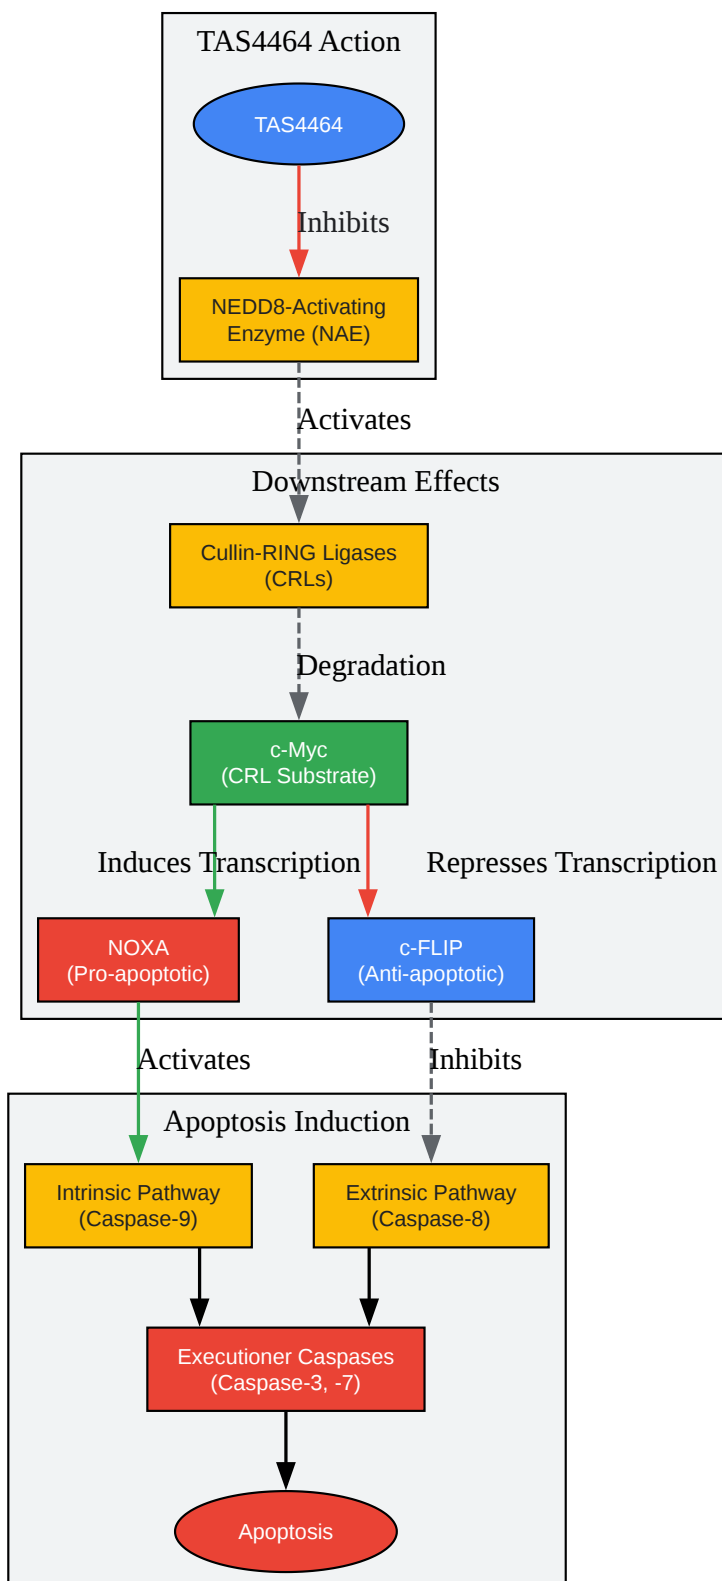 TAS4464 Action
TAS4464
Inhibits
NEDD8-Activating
Enzyme (NAE)
Activates
Downstream Effects
Cullin-RING Ligases
(CRLs)
Degradation
c-Myc
(CRL Substrate)
Induces Transcription
Represses Transcription
NOXA
(Pro-apoptotic)
c-FLIP
(Anti-apoptotic)
Activates
Inhibits
Apoptosis Induction
Intrinsic Pathway
(Caspase-9)
Extrinsic Pathway
(Caspase-8)
Executioner Caspases
(Caspase-3, -7)
Apoptosis